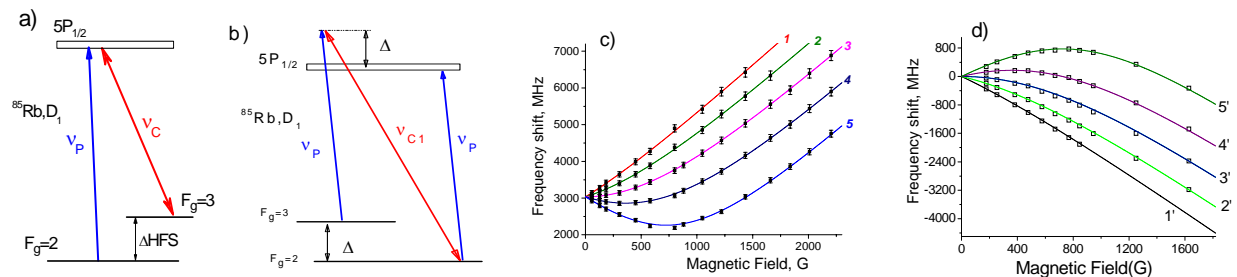 a)
5P1/2
85Rb,D1
νP
νC
Fg=3
ΔHFS
Fg=2
b)
Δ
5P1/2
85Rb,D1
νP
νC1
νP
Fg=3
Δ
Fg=2
c)
Frequency shift, MHz
7000
6000
5000
4000
3000
2000
0 400 800 1200 1600 2000
Magnetic Field, G
1
2
3
4
5
d)
Frequency shift, MHz
800
0
-800
-1600
-2400
-3200
-4000
0 600 1200 1800
Magnetic Field(G)
5'
4'
3'
2'
1'